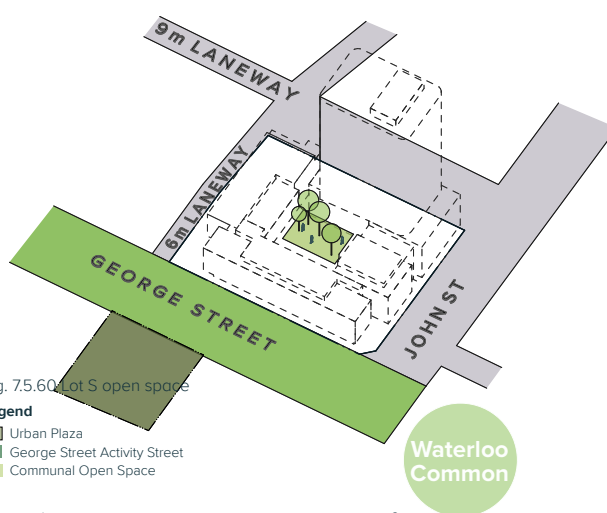 9m LANEWAY
6m LANEWAY
GEORGE STREET
JOHN ST
g. 7.5.60 Lot S open space
gend
Urban Plaza
George Street Activity Street
Communal Open Space
Waterloo
Common